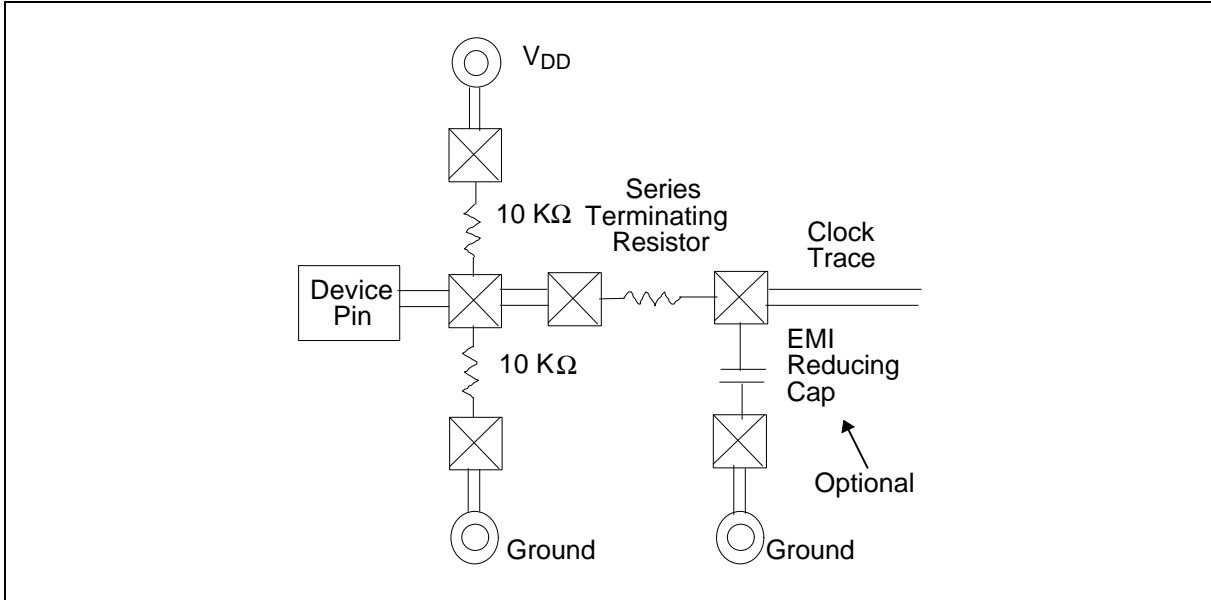 VDD
10 KΩ
Series
Terminating
Resistor
Clock
Trace
Device
Pin
10 KΩ
EMI
Reducing
Cap
Optional
Ground
Ground